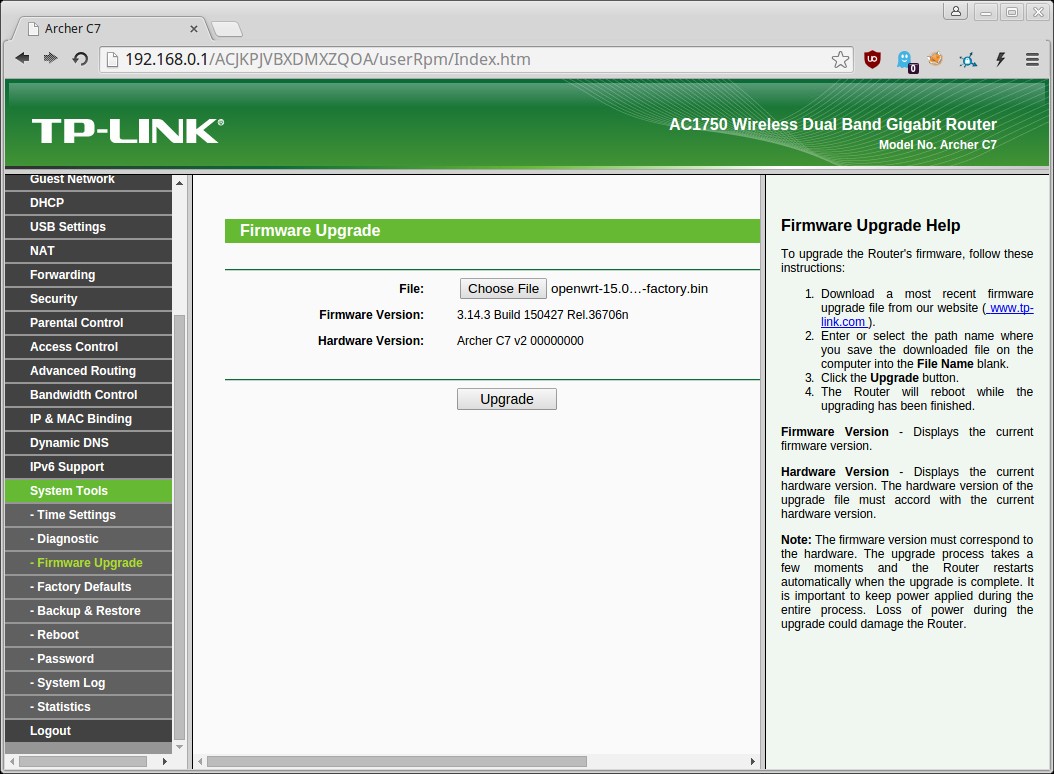 Archer C7
192.168.0.1/ACJKPJVBXDMXZQOA/userRpm/Index.htm
0
TP-LINK®
AC1750 Wireless Dual Band Gigabit Router
Model No. Archer C7
Guest Network
DHCP
USB Settings
NAT
Forwarding
Security
Parental Control
Access Control
Advanced Routing
Bandwidth Control
IP & MAC Binding
Dynamic DNS
IPv6 Support
System Tools
- Time Settings
- Diagnostic
- Firmware Upgrade
- Factory Defaults
- Backup & Restore
- Reboot
- Password
- System Log
- Statistics
Logout
Firmware Upgrade
File: Choose File openwrt-15.0...-factory.bin
Firmware Version: 3.14.3 Build 150427 Rel.36706n
Hardware Version: Archer C7 v2 00000000
Upgrade
Firmware Upgrade Help
To upgrade the Router's firmware, follow these
instructions:
1. Download a most recent firmware
upgrade file from our website ( www.tp-
link.com ).
2. Enter or select the path name where
you save the downloaded file on the
computer into the File Name blank.
3. Click the Upgrade button.
4. The Router will reboot while the
upgrading has been finished.
Firmware Version - Displays the current
firmware version.
Hardware Version - Displays the current
hardware version. The hardware version of the
upgrade file must accord with the current
hardware version.
Note: The firmware version must correspond to
the hardware. The upgrade process takes a
few moments and the Router restarts
automatically when the upgrade is complete. It
is important to keep power applied during the
entire process. Loss of power during the
upgrade could damage the Router.